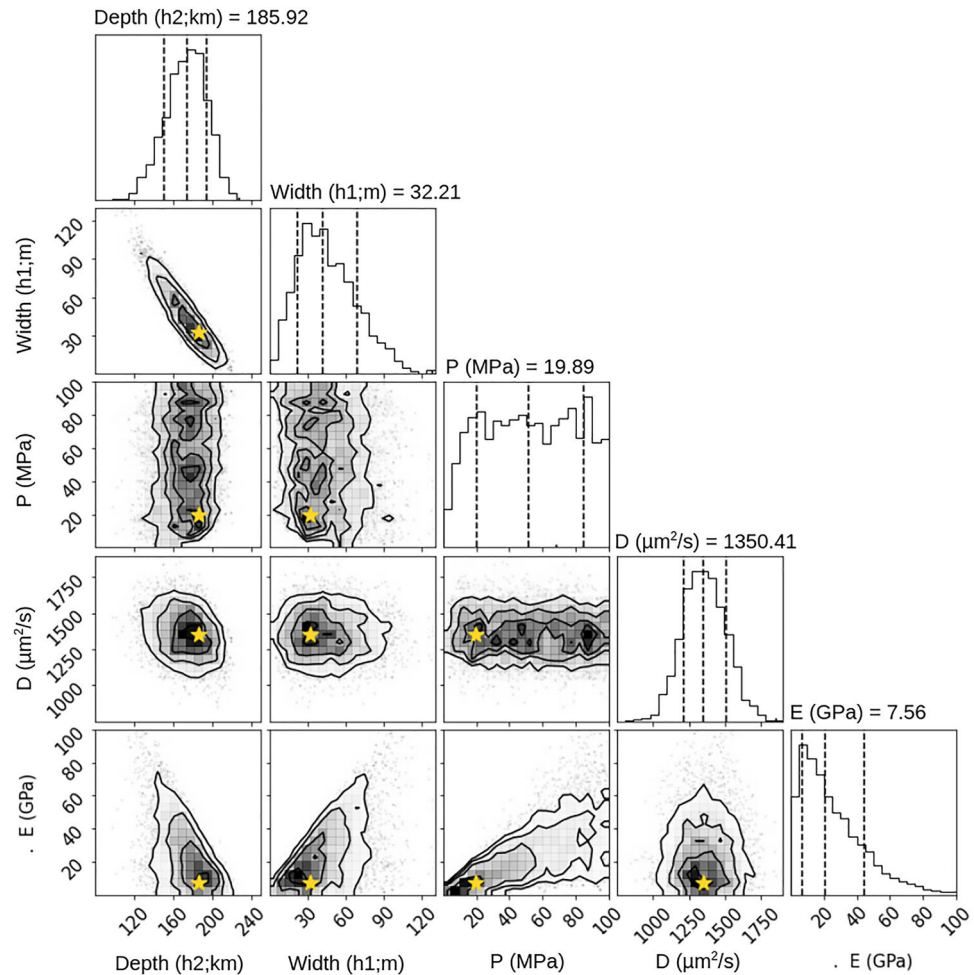 Depth (h2;km) = 185.92
Width (h1;m) = 32.21
120
90
60
30
Width (h1;m)
P (MPa) = 19.89
100
80
60
40
20
P (MPa)
D (µm²/s) = 1350.41
1750
1500
1250
1000
D (µm²/s)
E (GPa) = 7.56
100
80
60
40
20
. E (GPa)
120 160 200 240 30 60 90 120 20 40 60 80 100 1000 1250 1500 1750 20 40 60 80 100
Depth (h2;km) Width (h1;m) P (MPa) D (µm²/s) . E (GPa)